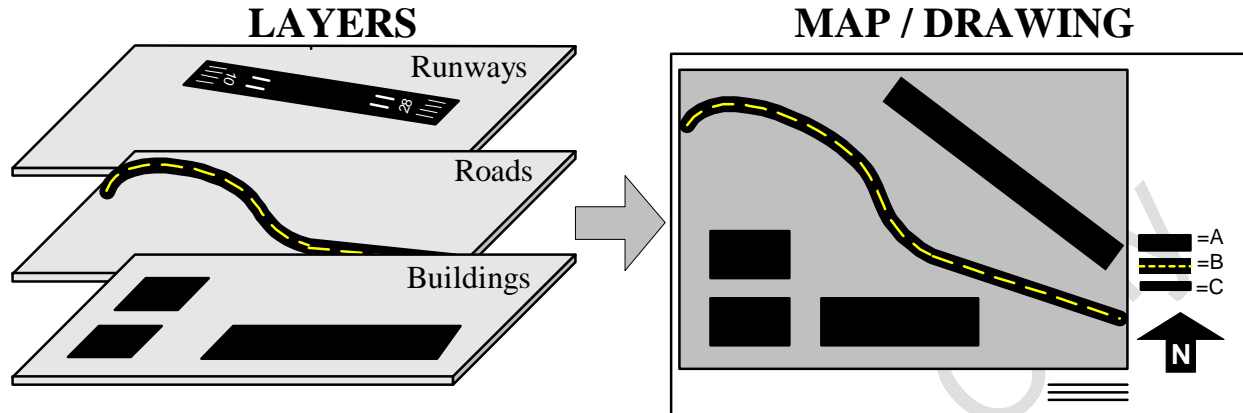 LAYERS
Runways
10
28
Roads
Buildings
MAP / DRAWING
=A
=B
=C
N